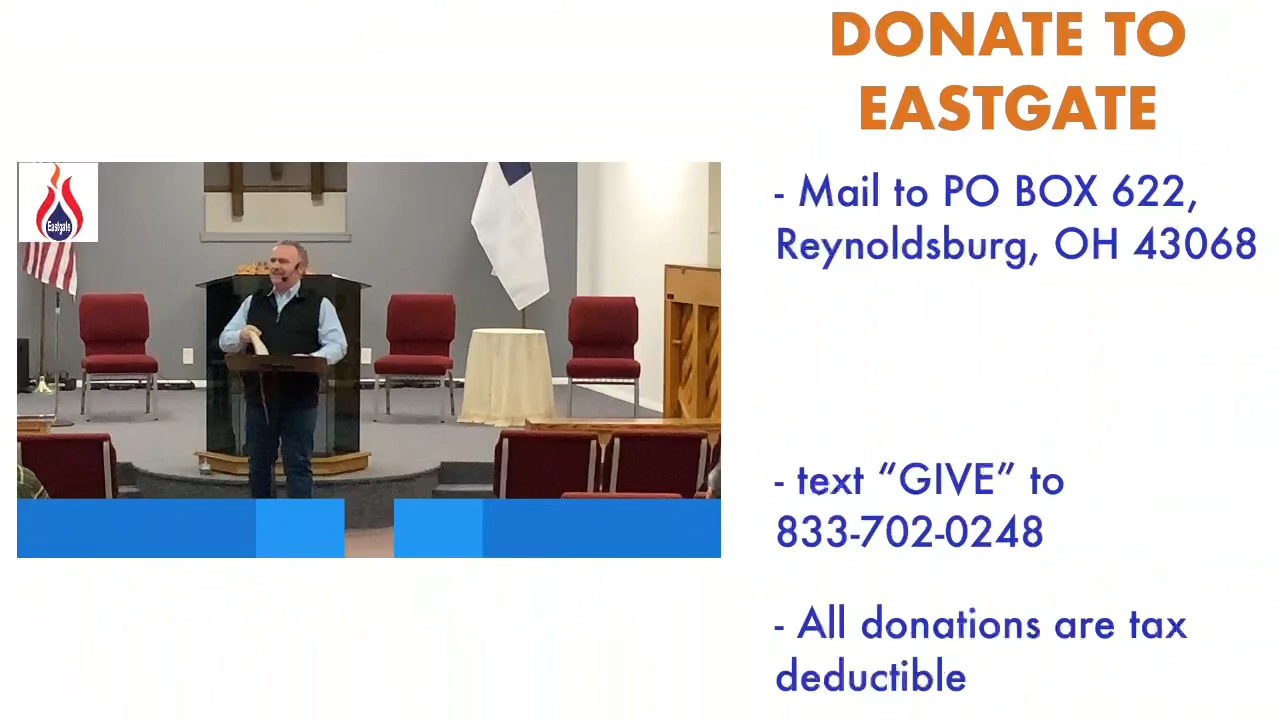 DONATE TO
EASTGATE
- Mail to PO BOX 622,
Reynoldsburg, OH 43068
Eastgate
- text “GIVE” to
833-702-0248
- All donations are tax
deductible